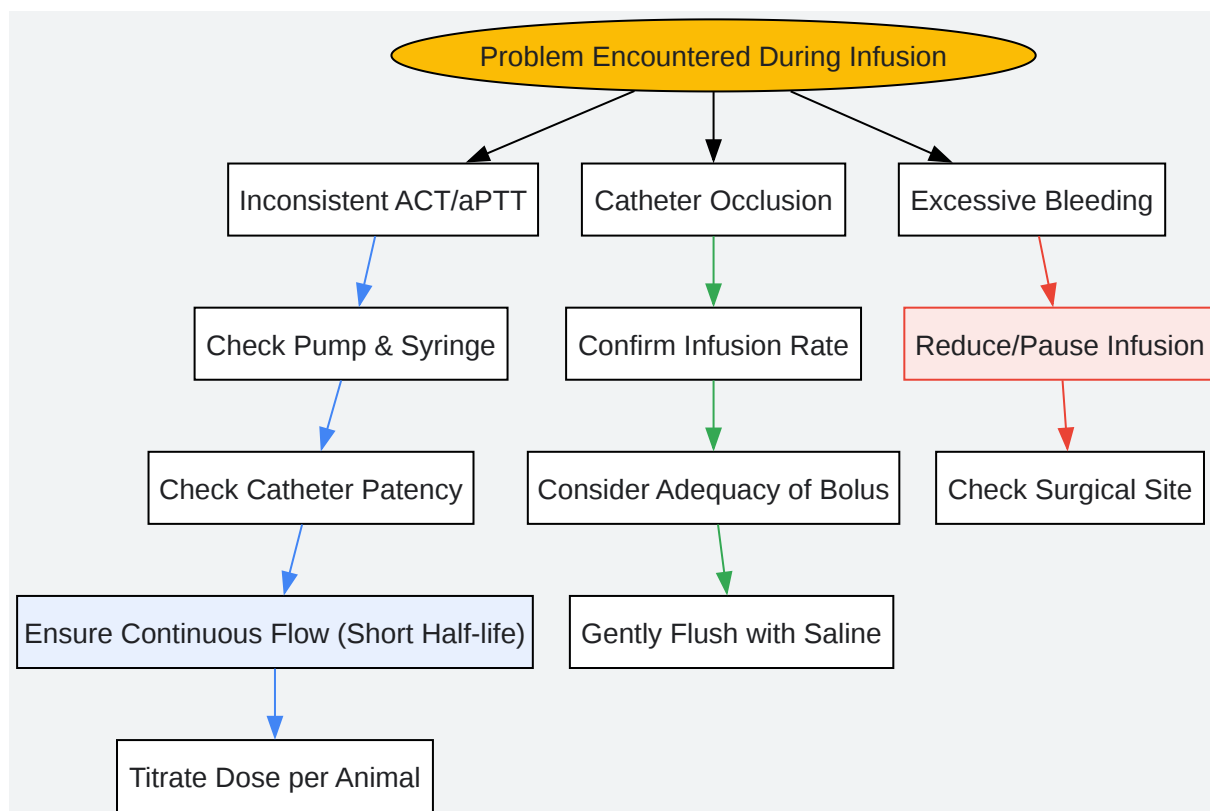 Problem Encountered During Infusion
Inconsistent ACT/aPTT
Catheter Occlusion
Excessive Bleeding
Check Pump & Syringe
Confirm Infusion Rate
Reduce/Pause Infusion
Check Catheter Patency
Consider Adequacy of Bolus
Check Surgical Site
Ensure Continuous Flow (Short Half-life)
Gently Flush with Saline
Titrate Dose per Animal